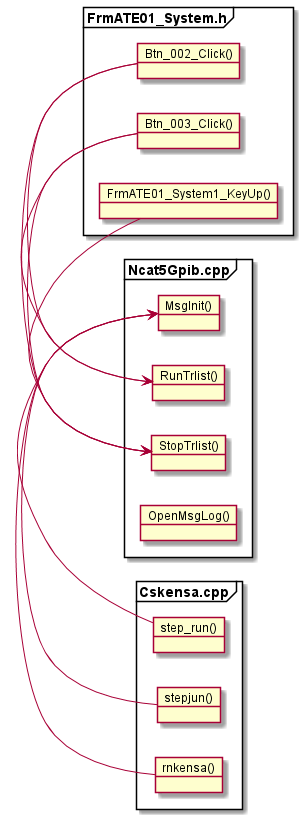 FrmATE01_System.h
Btn_002_Click()
Btn_003_Click()
FrmATE01_System1_KeyUp()
Ncat5Gpib.cpp
MsgInit()
RunTrlist()
StopTrlist()
OpenMsgLog()
Cskensa.cpp
step_run()
stepjun()
rnkensa()